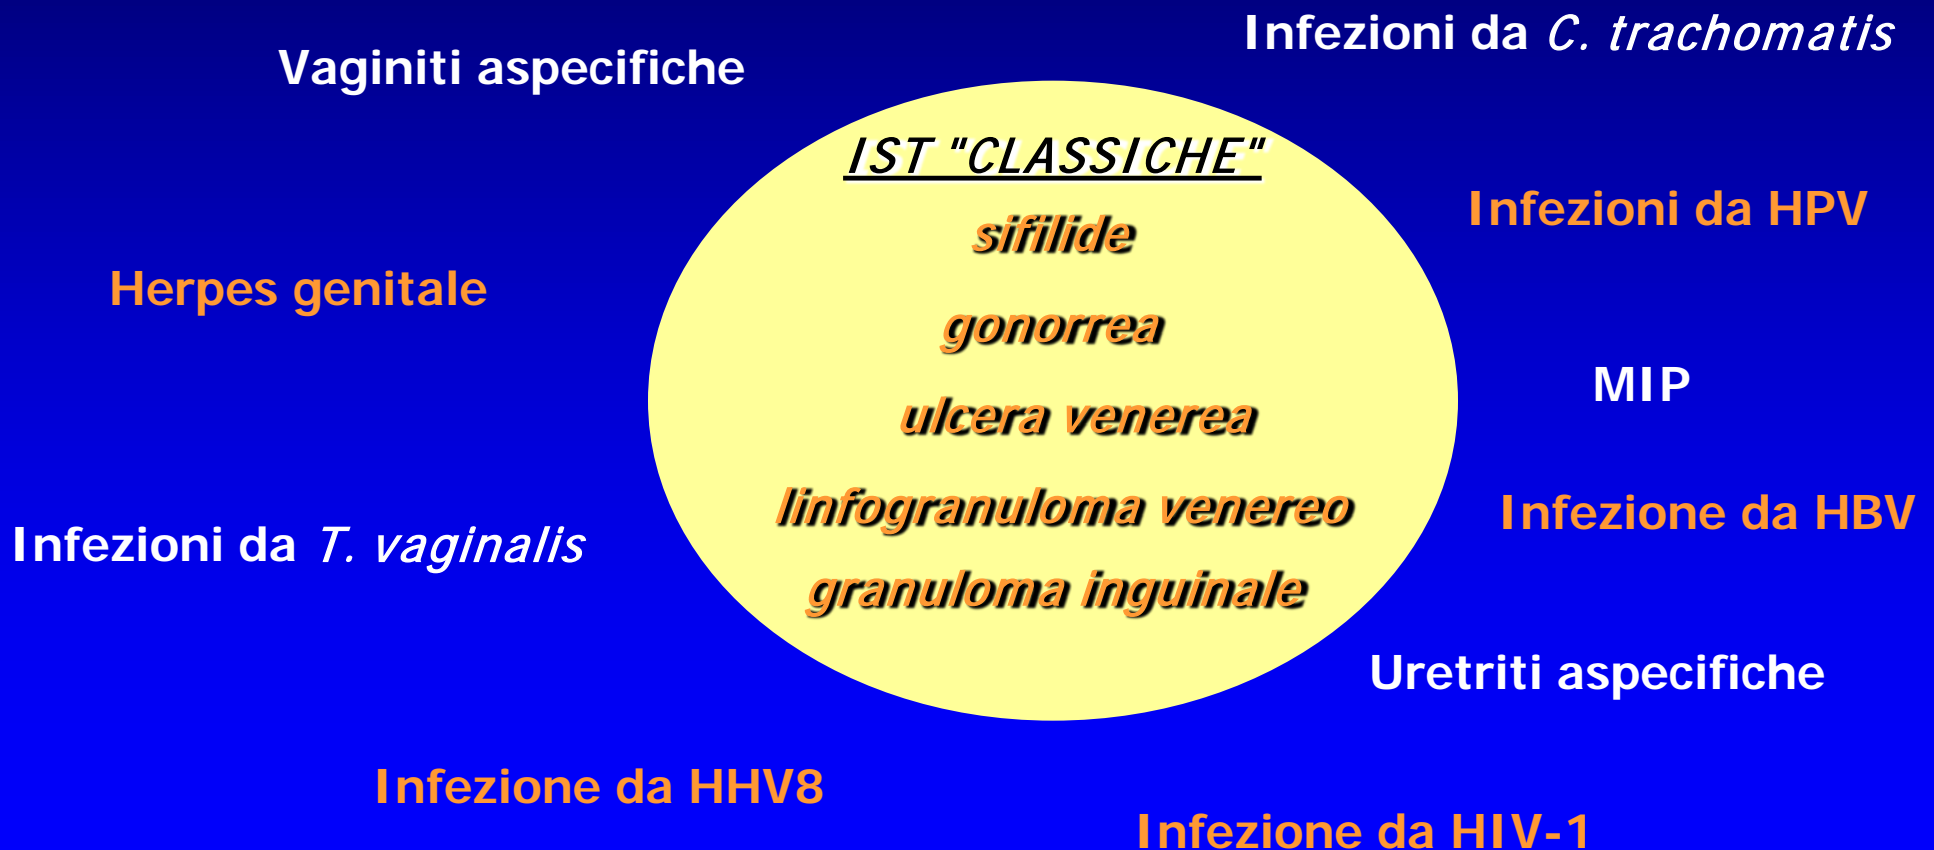 Infezioni da C. trachomatis
Vaginiti aspecifiche
IST "CLASSICHE"
Infezioni da HPV
sifilide
Herpes genitale
gonorrea
MIP
ulcera venerea
linfogranuloma venereo
Infezione da HBV
Infezioni da T. vaginalis
granuloma inguinale
Uretriti aspecifiche
Infezione da HHV8
Infezione da HIV-1